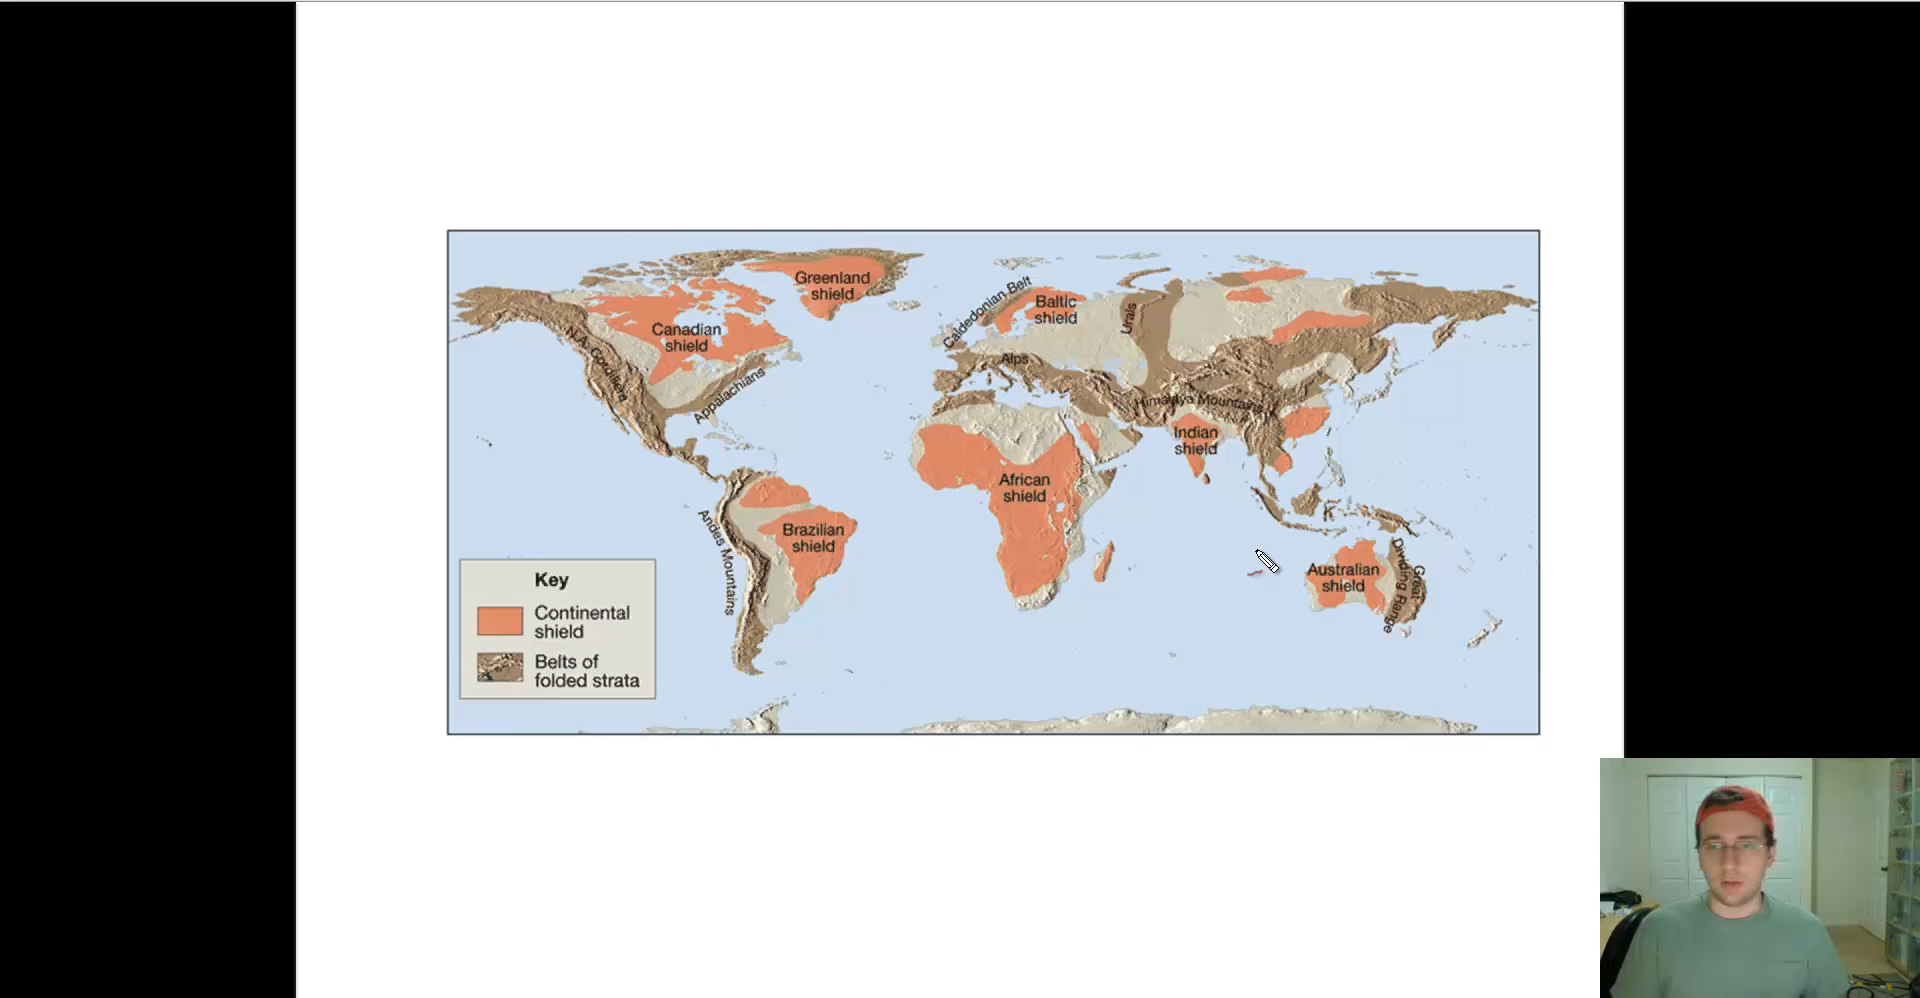 Greenland
shield
Canadian
shield
N.A. Cordillera
Appalachians
Caldedonian Belt
Baltic
shield
Urals
Alps
Himalaya Mountains
Indian
shield
African
shield
Andes Mountains
Brazilian
shield
Australian
shield
Great
Dividing Range
Key
Continental
shield
Belts of
folded strata